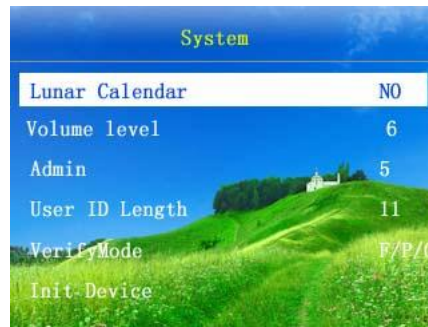 System
Lunar Calendar NO
Volume level 6
Admin 5
User ID Length 11
VerifyMode F/P/
Init Device